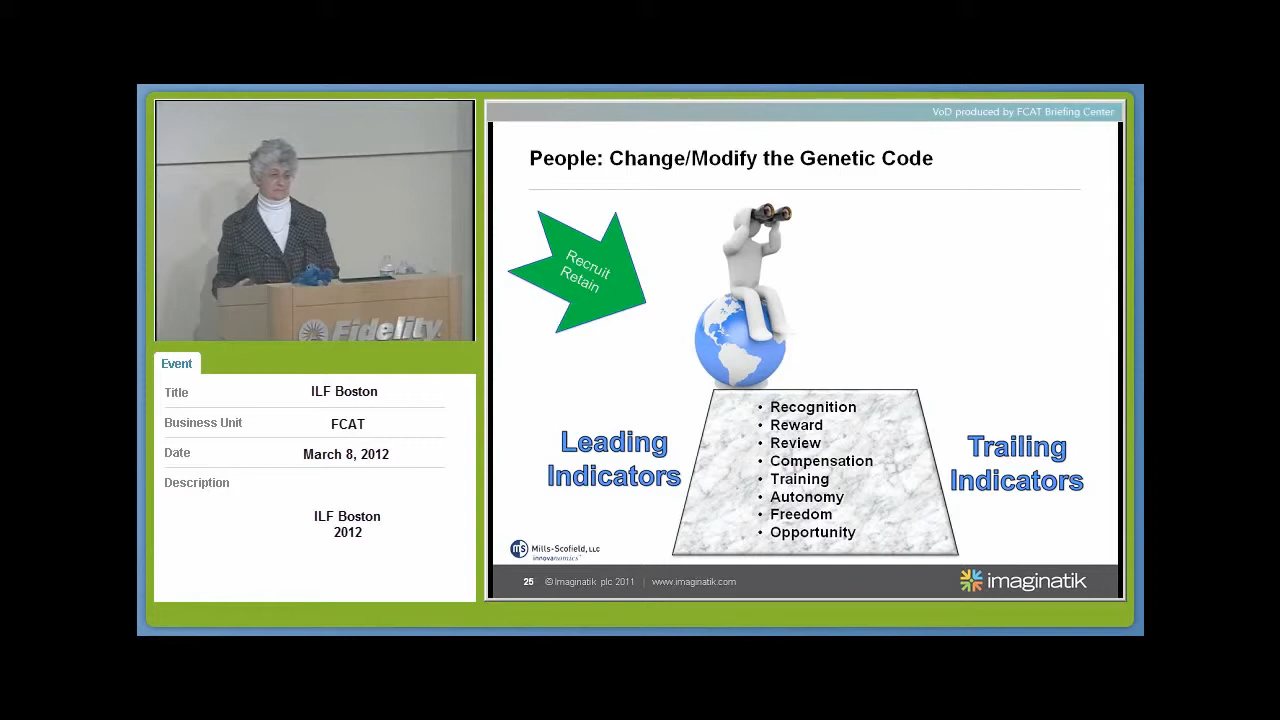 VoD produced by FCAT Briefing Center
People: Change/Modify the Genetic Code
Recruit
Retain
Fidelity
Event
Title
ILF Boston
Business Unit
FCAT
Date
March 8, 2012
Description
ILF Boston
2012
Leading
Indicators
• Recognition
• Reward
• Review
• Compensation
• Training
• Autonomy
• Freedom
• Opportunity
Trailing
Indicators
MS Mills-Scofield, LLC
innovanomics™
25 © Imaginatik plc 2011 | www.imaginatik.com
imaginatik